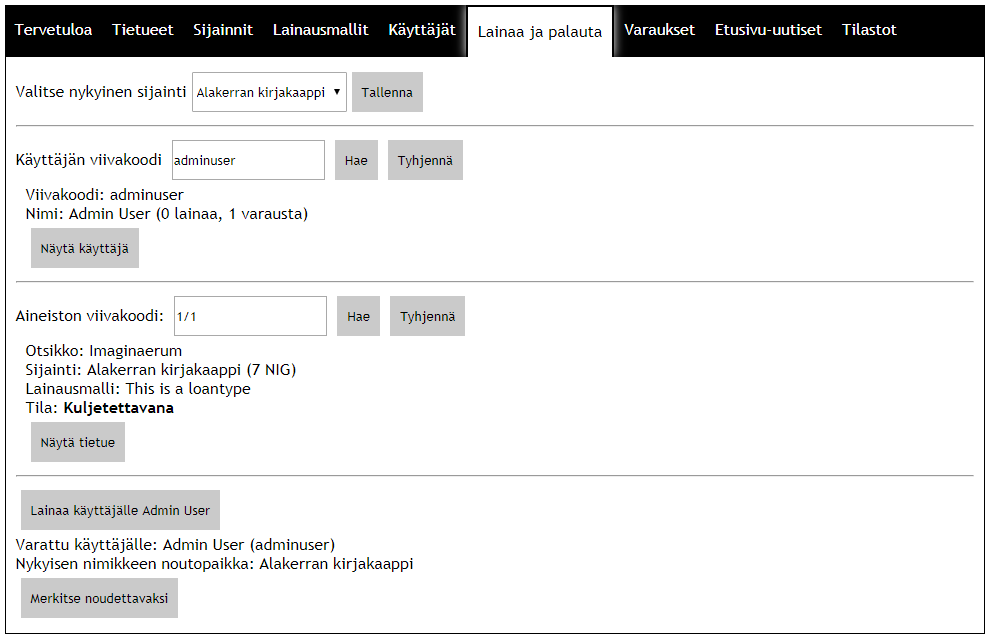 Tervetuloa Tietueet Sijainnit Lainausmallit Käyttäjät Lainaa ja palauta Varaukset Etusivu-uutiset Tilastot
Valitse nykyinen sijainti Alakerran kirjakaappi ▼ Tallenna
Käyttäjän viivakoodi adminuser Hae Tyhjennä
Viivakoodi: adminuser
Nimi: Admin User (0 lainaa, 1 varausta)
Näytä käyttäjä
Aineiston viivakoodi: 1/1 Hae Tyhjennä
Otsikko: Imaginaerum
Sijainti: Alakerran kirjakaappi (7 NIG)
Lainausmalli: This is a loantype
Tila: Kuljetettavana
Näytä tietue
Lainaa käyttäjälle Admin User
Varattu käyttäjälle: Admin User (adminuser)
Nykyisen nimikkeen noutopaikka: Alakerran kirjakaappi
Merkitse noudettavaksi